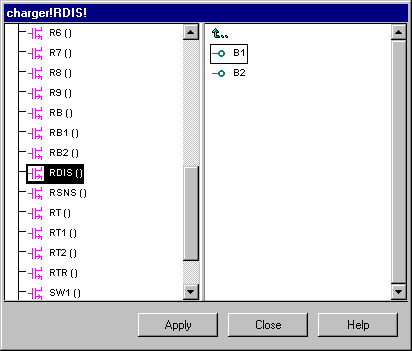 charger!RDIS!
R6 ()
R7 ()
R8 ()
R9 ()
RB ()
RB1 ()
RB2 ()
RDIS ()
RSNS ()
RT ()
RT1 ()
RT2 ()
RTR ()
SW1 ()
..
B1
B2
Apply
Close
Help